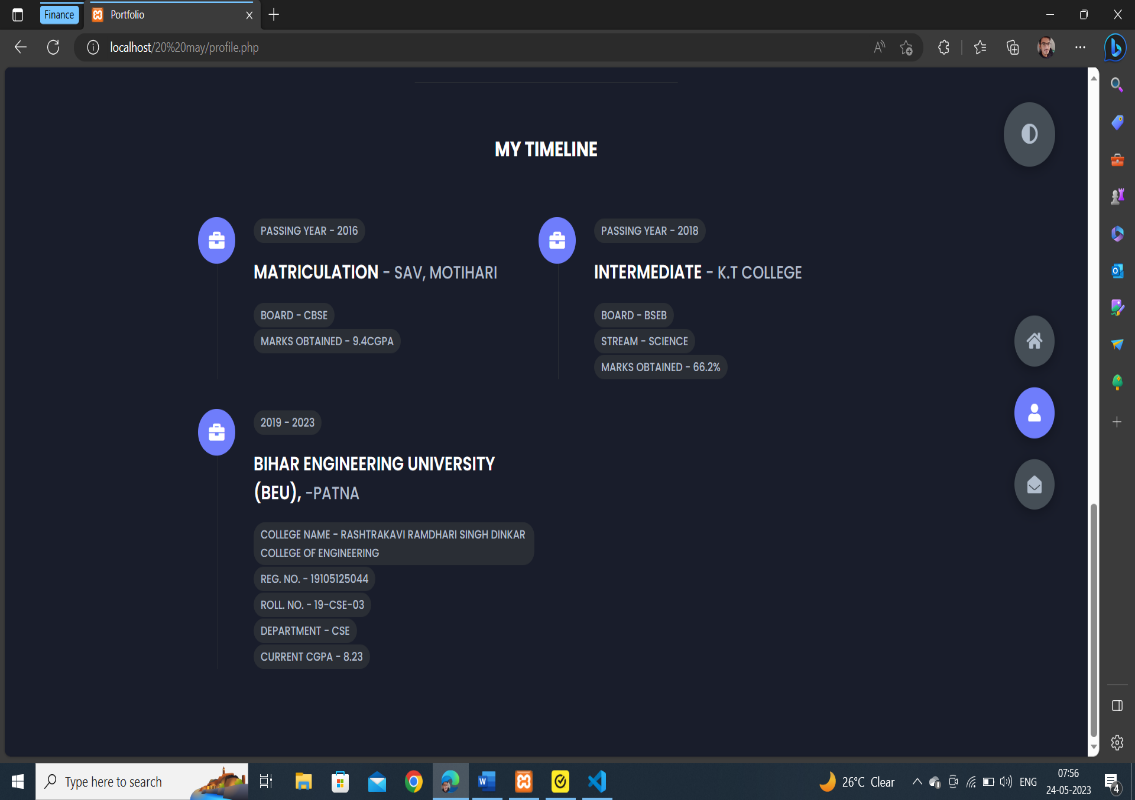 Finance
Portfolio
localhost/20%20may/profile.php
MY TIMELINE
PASSING YEAR - 2016
MATRICULATION - SAV, MOTIHARI
BOARD - CBSE
MARKS OBTAINED - 9.4CGPA
PASSING YEAR - 2018
INTERMEDIATE - K.T COLLEGE
BOARD - BSEB
STREAM - SCIENCE
MARKS OBTAINED - 66.2%
2019 - 2023
BIHAR ENGINEERING UNIVERSITY
(BEU), -PATNA
COLLEGE NAME - RASHTRAKAVI RAMDHARI SINGH DINKAR
COLLEGE OF ENGINEERING
REG. NO. - 19105125044
ROLL. NO. - 19-CSE-03
DEPARTMENT - CSE
CURRENT CGPA - 8.23
Type here to search
26°C Clear
ENG
07:56
24-05-2023
4